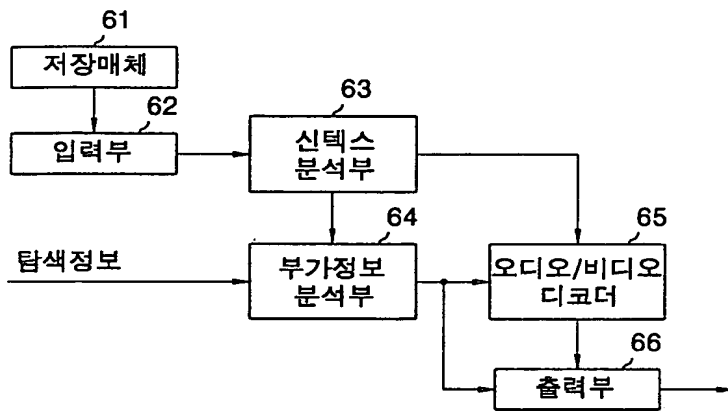 61
저장매체
62
입력부
63
신텍스
분석부
64
탐색정보
부가정보
분석부
65
오디오/비디오
디코더
66
출력부